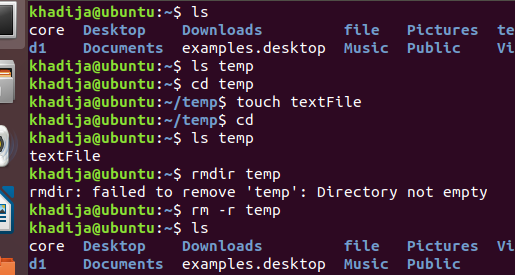 khadija@ubuntu:~$ ls
core Desktop Downloads file Pictures te
d1 Documents examples.desktop Music Public Vi
khadija@ubuntu:~$ ls temp
khadija@ubuntu:~$ cd temp
khadija@ubuntu:~/temp$ touch textFile
khadija@ubuntu:~/temp$ cd
khadija@ubuntu:~$ ls temp
textFile
khadija@ubuntu:~$ rmdir temp
rmdir: failed to remove 'temp': Directory not empty
khadija@ubuntu:~$ rm -r temp
khadija@ubuntu:~$ ls
core Desktop Downloads file Pictures Vi
d1 Documents examples.desktop Music Public